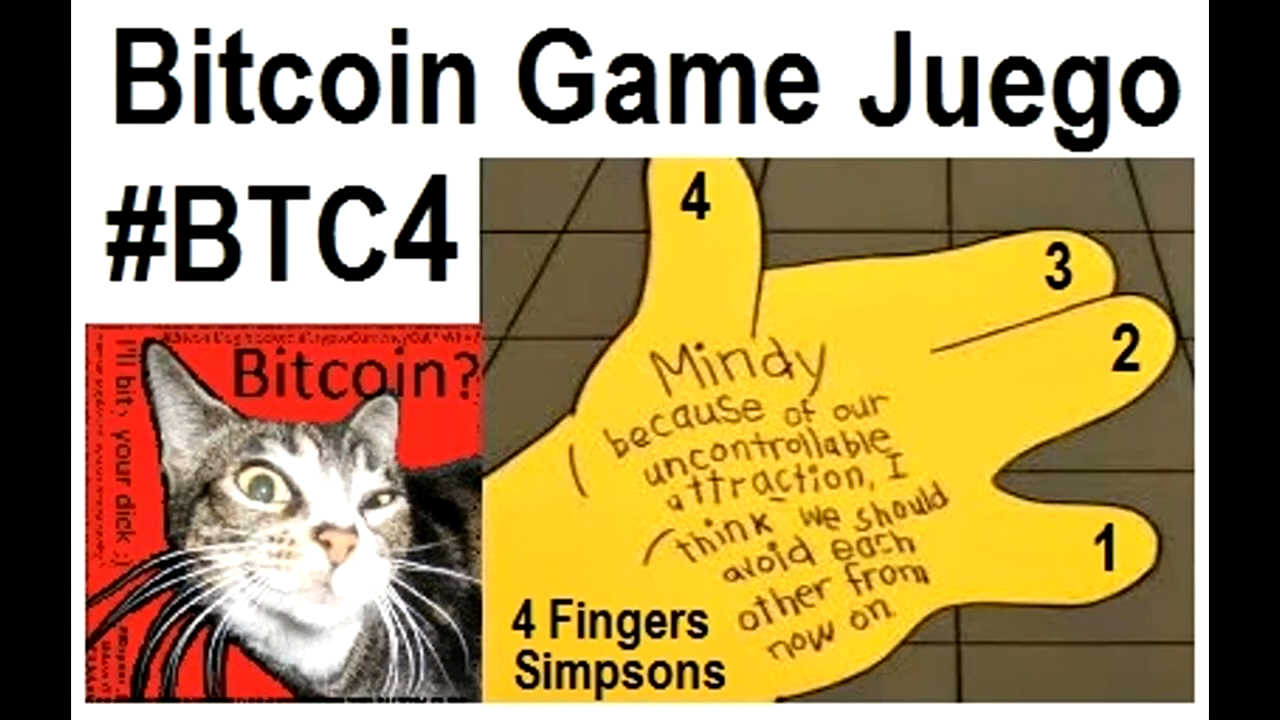 Bitcoin Game Juego
#BTC4
Bitcoin?
I'll bit, your dick :)
4
3
2
1
Mindy
because of our
uncontrollable
attraction, I
think we should
avoid each
other from
now on
4 Fingers
Simpsons